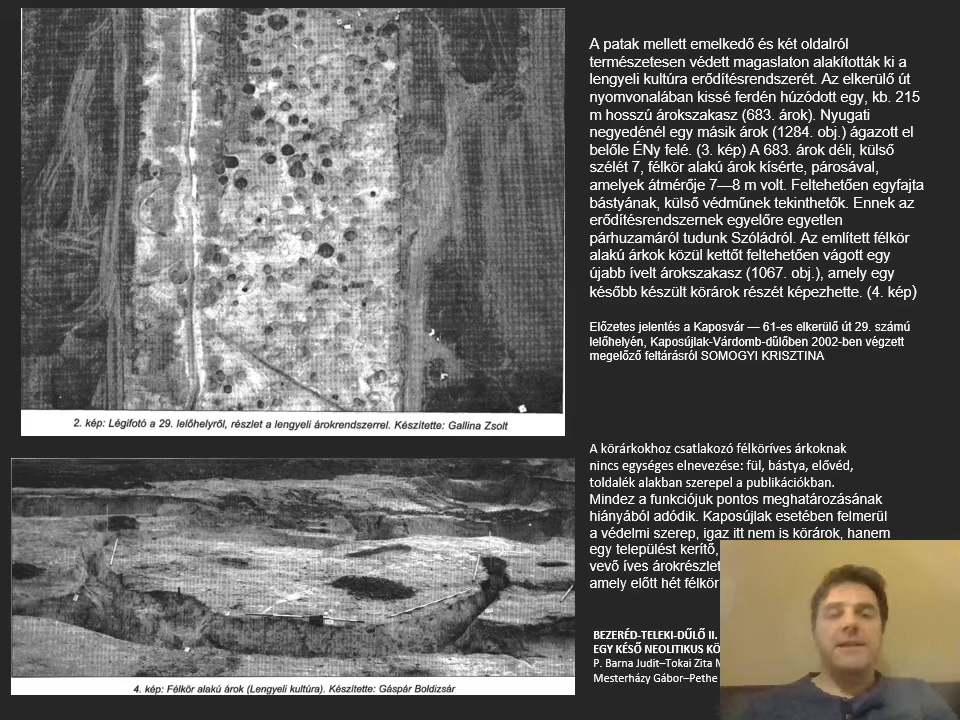 A patak mellett emelkedő és két oldalról
természetesen védett magaslaton alakították ki a
lengyeli kultúra erődítésrendszerét. Az elkerülő út
nyomvonalában kissé ferdén húzódott egy, kb. 215
m hosszú árokszakasz (683. árok). Nyugati
negyedénél egy másik árok (1284. obj.) ágazott el
belőle ÉNy felé. (3. kép) A 683. árok déli, külső
szélét 7, félkör alakú árok kísérte, párosával,
amelyek átmérője 7—8 m volt. Feltehetően egyfajta
bástyának, külső védműnek tekinthetők. Ennek az
erődítésrendszernek egyelőre egyetlen
párhuzamáról tudunk Szóládról. Az említett félkör
alakú árkok közül kettőt feltehetően vágott egy
újabb ívelt árokszakasz (1067. obj.), amely egy
később készült körárok részét képezhette. (4. kép)
Előzetes jelentés a Kaposvár — 61-es elkerülő út 29. számú
lelőhelyén, Kaposújlak-Várdomb-dűlőben 2002-ben végzett
megelőző feltárásról SOMOGYI KRISZTINA
2. kép: Légifotó a 29. lelőhelyről, részlet a lengyeli árokrendszerrel. Készítette: Gallina Zsolt
A körárkokhoz csatlakozó félköríves árkoknak
nincs egységes elnevezése: fül, bástya, elővéd,
toldalék alakban szerepel a publikációkban.
Mindez a funkciójuk pontos meghatározásának
hiányából adódik. Kaposújlak esetében felmerül
a védelmi szerep, igaz itt nem is körárok, hanem
egy települést kerítő,
vevő íves árokrészlet
amely előtt hét félkör
BEZERÉD-TELEKI-DŰLŐ II.
EGY KÉSŐ NEOLITIKUS KÖ
P. Barna Judit–Tokai Zita M
Mesterházy Gábor–Pethe
4. kép: Félkör alakú árok (Lengyeli kultúra). Készítette: Gáspár Boldizsár